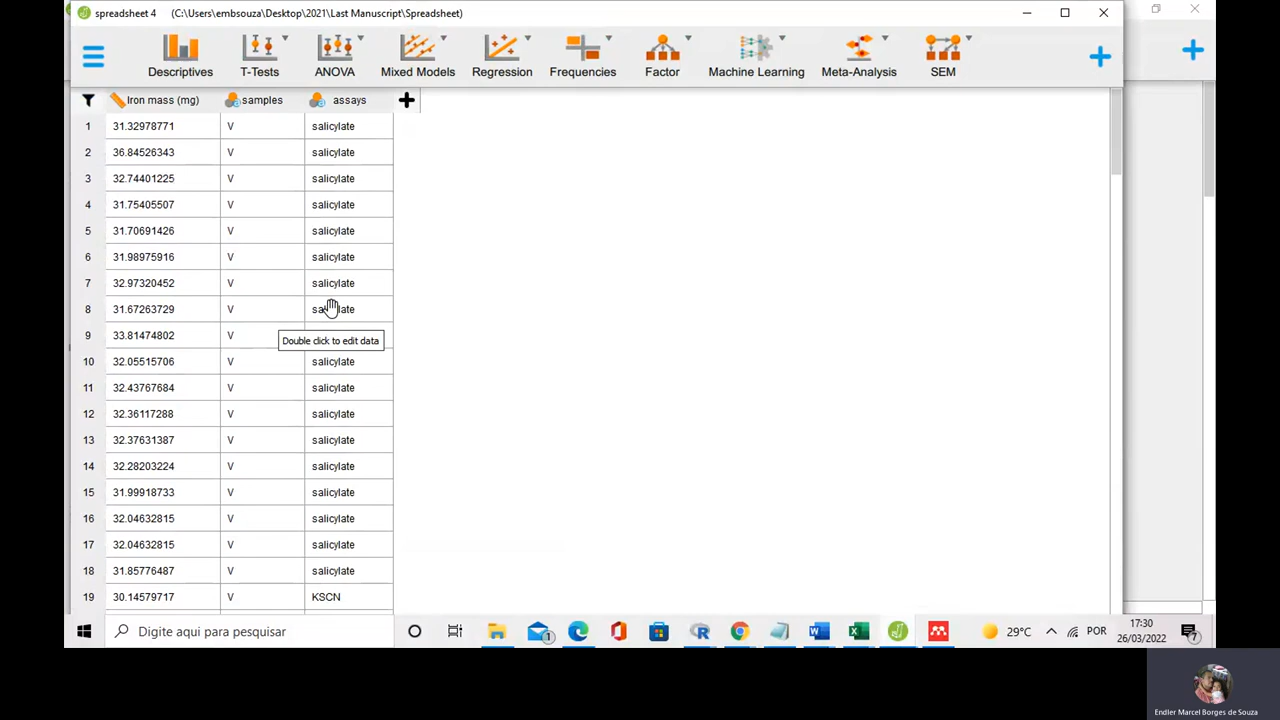 spreadsheet 4 (C:\Users\embsouza\Desktop\2021\Last Manuscript\Spreadsheet)
Descriptives T-Tests ANOVA Mixed Models Regression Frequencies Factor Machine Learning Meta-Analysis SEM
Iron mass (mg) samples assays
1 31.32978771 V salicylate
2 36.84526343 V salicylate
3 32.74401225 V salicylate
4 31.75405507 V salicylate
5 31.70691426 V salicylate
6 31.98975916 V salicylate
7 32.97320452 V salicylate
8 31.67263729 V salicylate
9 33.81474802 V
Double click to edit data
10 32.05515706 V salicylate
11 32.43767684 V salicylate
12 32.36117288 V salicylate
13 32.37631387 V salicylate
14 32.28203224 V salicylate
15 31.99918733 V salicylate
16 32.04632815 V salicylate
17 32.04632815 V salicylate
18 31.85776487 V salicylate
19 30.14579717 V KSCN
Digite aqui para pesquisar
1
29°C
POR
17:30
26/03/2022
7
Endler Marcel Borges de Souza